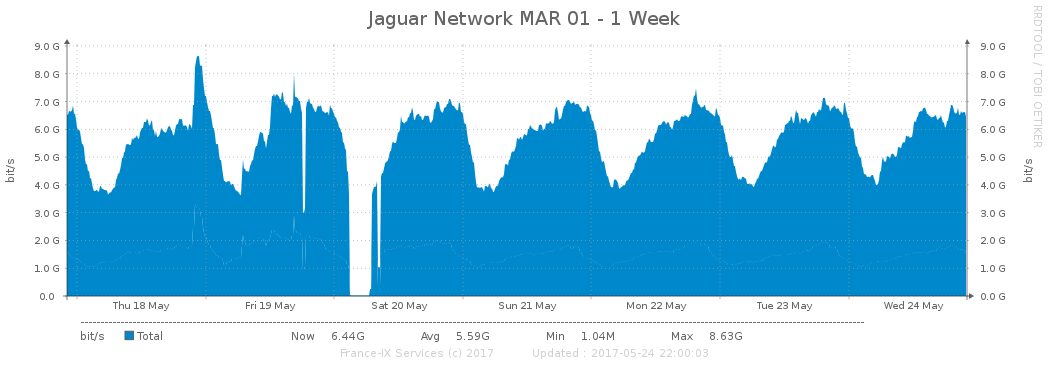 Jaguar Network MAR 01 - 1 Week
RRDTOOL / TOBI OETIKER
bit/s
9.0 G
8.0 G
7.0 G
6.0 G
5.0 G
4.0 G
3.0 G
2.0 G
1.0 G
0.0
9.0 G
8.0 G
7.0 G
6.0 G
5.0 G
4.0 G
3.0 G
2.0 G
1.0 G
0.0 G
bit/s
Thu 18 May Fri 19 May Sat 20 May Sun 21 May Mon 22 May Tue 23 May Wed 24 May
bit/s Total Now 6.44G Avg 5.59G Min 1.04M Max 8.63G
France-IX Services (c) 2017 Updated : 2017-05-24 22:00:03